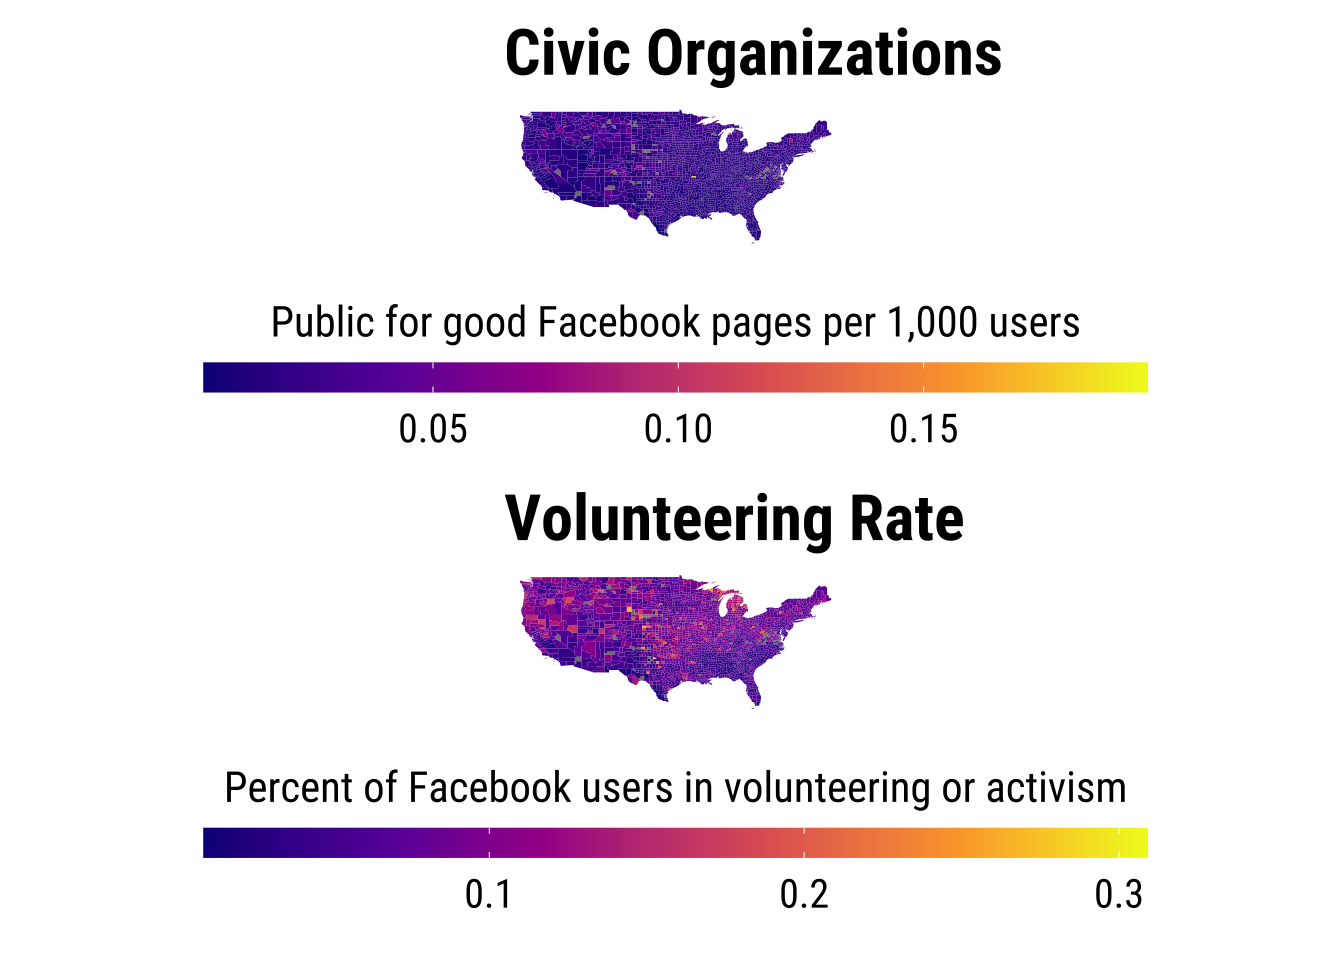 Civic Organizations
Public for good Facebook pages per 1,000 users
0.05 0.10 0.15
Volunteering Rate
Percent of Facebook users in volunteering or activism
0.1 0.2 0.3